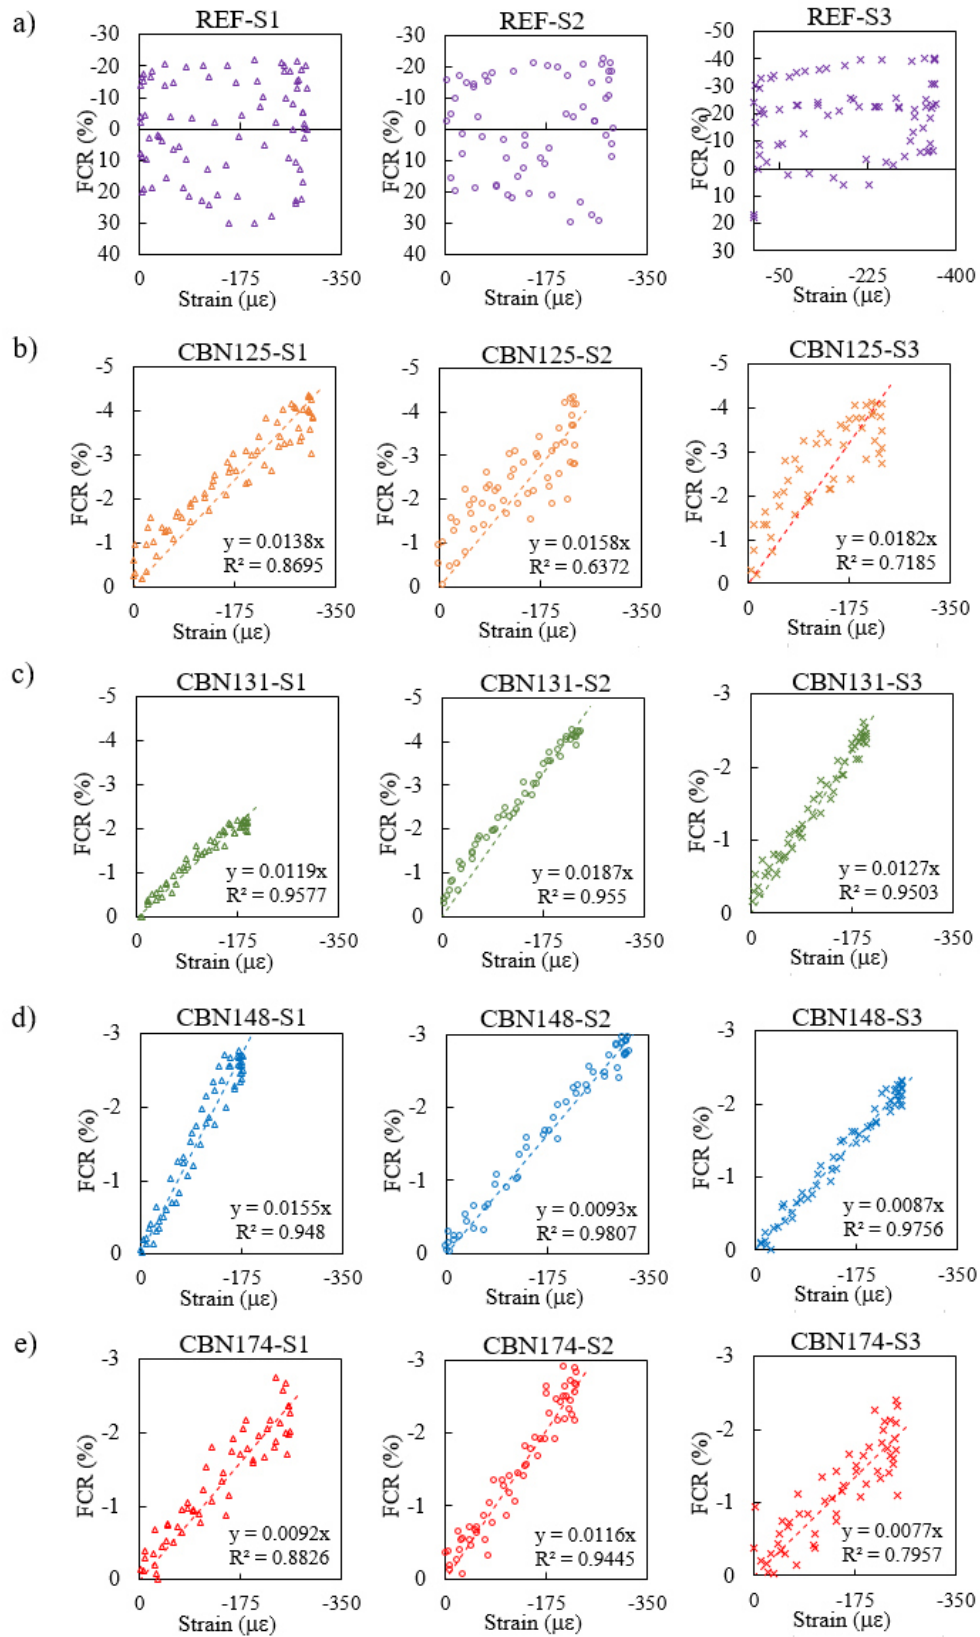 a)
REF-S1
REF-S2
REF-S3
-30
-20
-10
0
10
20
30
40
FCR (%)
0
-175
-350
Strain (με)
-30
-20
-10
0
10
20
30
40
FCR (%)
0
-175
-350
Strain (με)
-50
-40
-30
-20
-10
0
10
20
30
FCR (%)
-50
-225
-400
Strain (με)
b)
CBN125-S1
CBN125-S2
CBN125-S3
-5
-4
-3
-2
-1
0
FCR (%)
y = 0.0138x
R² = 0.8695
0
-175
-350
Strain (με)
-5
-4
-3
-2
-1
0
FCR (%)
y = 0.0158x
R² = 0.6372
0
-175
-350
Strain (με)
-5
-4
-3
-2
-1
0
FCR (%)
y = 0.0182x
R² = 0.7185
0
-175
-350
Strain (με)
c)
CBN131-S1
CBN131-S2
CBN131-S3
-5
-4
-3
-2
-1
0
FCR (%)
y = 0.0119x
R² = 0.9577
0
-175
-350
Strain (με)
-5
-4
-3
-2
-1
0
FCR (%)
y = 0.0187x
R² = 0.955
0
-175
-350
Strain (με)
-3
-2
-1
0
FCR (%)
y = 0.0127x
R² = 0.9503
0
-175
-350
Strain (με)
d)
CBN148-S1
CBN148-S2
CBN148-S3
-3
-2
-1
0
FCR (%)
y = 0.0155x
R² = 0.948
0
-175
-350
Strain (με)
-3
-2
-1
0
FCR (%)
y = 0.0093x
R² = 0.9807
0
-175
-350
Strain (με)
-3
-2
-1
0
FCR (%)
y = 0.0087x
R² = 0.9756
0
-175
-350
Strain (με)
e)
CBN174-S1
CBN174-S2
CBN174-S3
-3
-2
-1
0
FCR (%)
y = 0.0092x
R² = 0.8826
0
-175
-350
Strain (με)
-3
-2
-1
0
FCR (%)
y = 0.0116x
R² = 0.9445
0
-175
-350
Strain (με)
-3
-2
-1
0
FCR (%)
y = 0.0077x
R² = 0.7957
0
-175
-350
Strain (με)